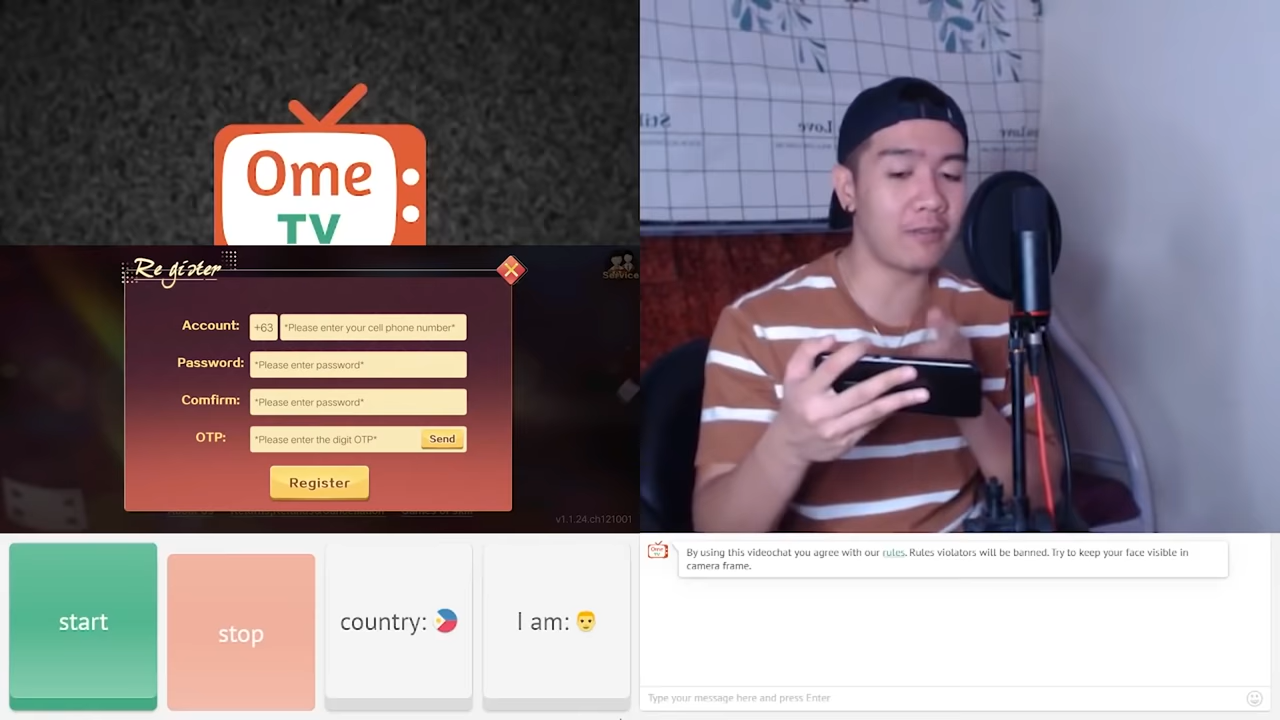 Ome
TV
Register
Service
Account:
+63
*Please enter your cell phone number*
Password:
*Please enter password*
Comfirm:
*Please enter password*
OTP:
*Please enter the digit OTP*
Send
Register
v1.1.24.ch121001
start
stop
country:
I am:
Love
Ome
TV
By using this videochat you agree with our rules. Rules violators will be banned. Try to keep your face visible in
camera frame.
Type your message here and press Enter